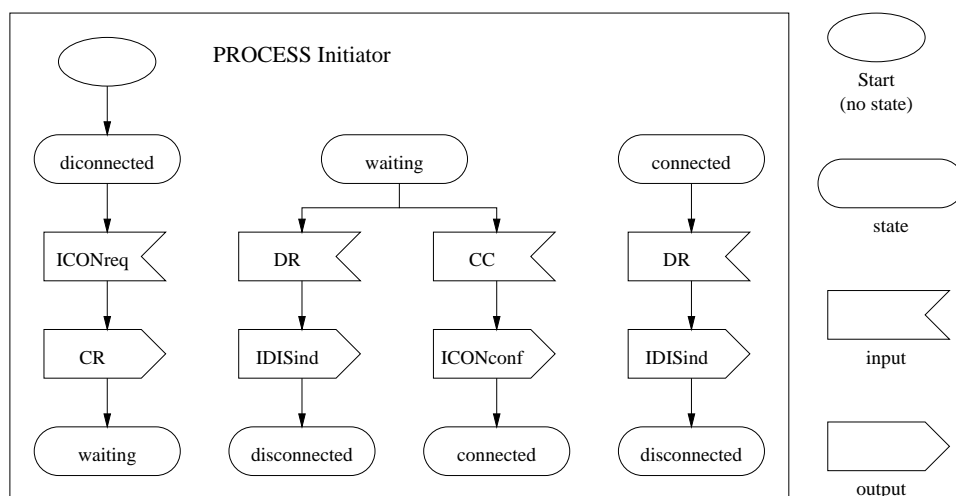 PROCESS Initiator
diconnected
waiting
connected
ICONreq
DR
CC
DR
CR
IDISind
ICONconf
IDISind
waiting
disconnected
connected
disconnected
Start
(no state)
state
input
output